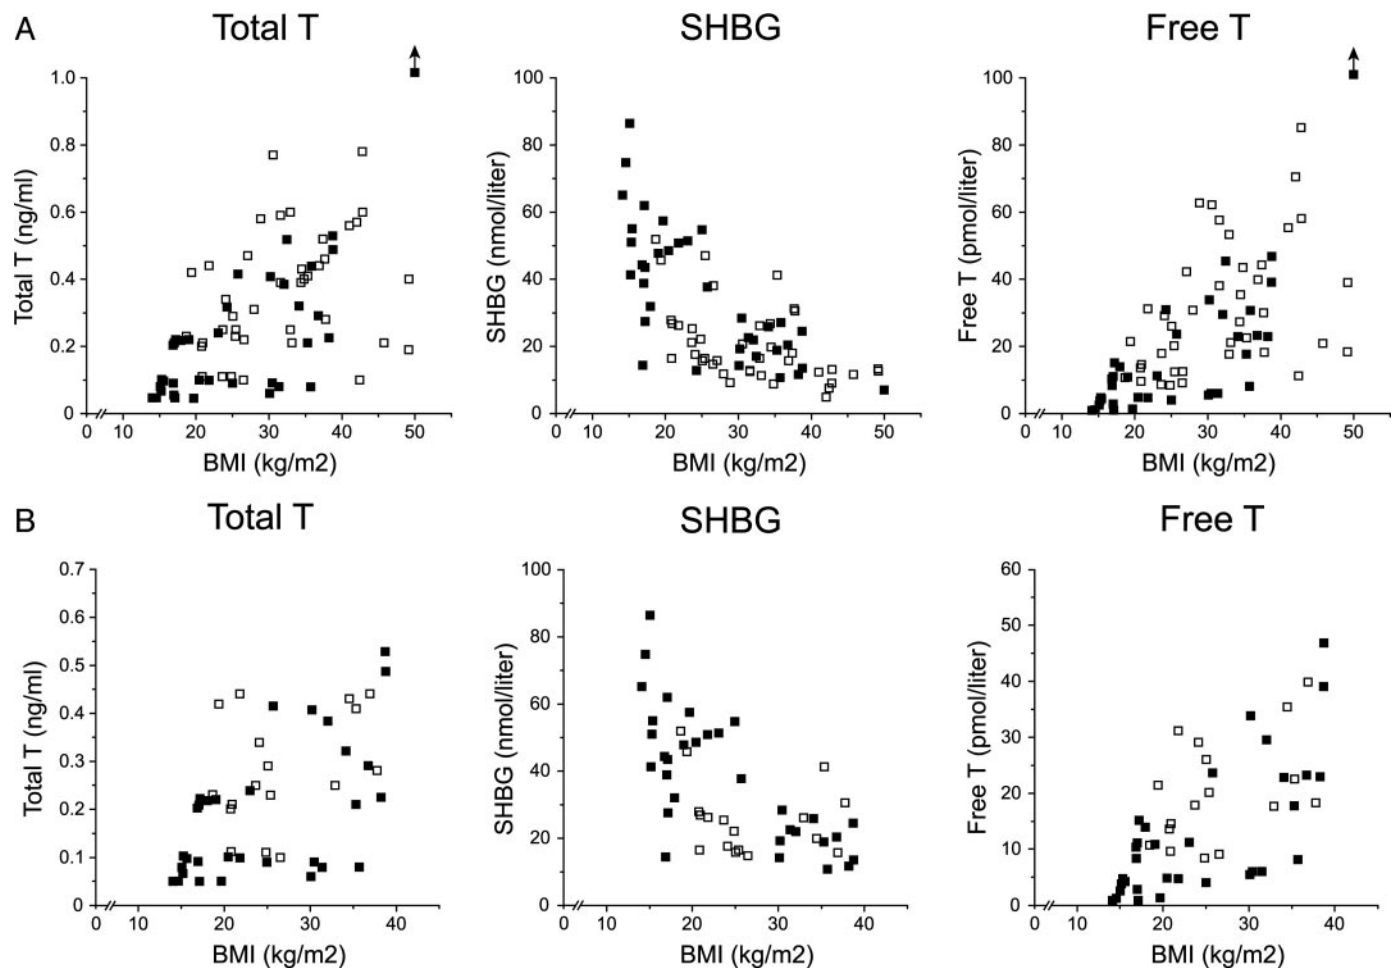 A
Total T
SHBG
Free T
Total T (ng/ml)
1.0
0.8
0.6
0.4
0.2
0
0 10 20 30 40 50
BMI (kg/m2)
SHBG (nmol/liter)
100
80
60
40
20
0
0 10 20 30 40 50
BMI (kg/m2)
Free T (pmol/liter)
100
80
60
40
20
0
0 10 20 30 40 50
BMI (kg/m2)
B
Total T
SHBG
Free T
Total T (ng/ml)
0.7
0.6
0.5
0.4
0.3
0.2
0.1
0
0 10 20 30 40
BMI (kg/m2)
SHBG (nmol/liter)
100
80
60
40
20
0
0 10 20 30 40
BMI (kg/m2)
Free T (pmol/liter)
60
50
40
30
20
10
0
0 10 20 30 40
BMI (kg/m2)